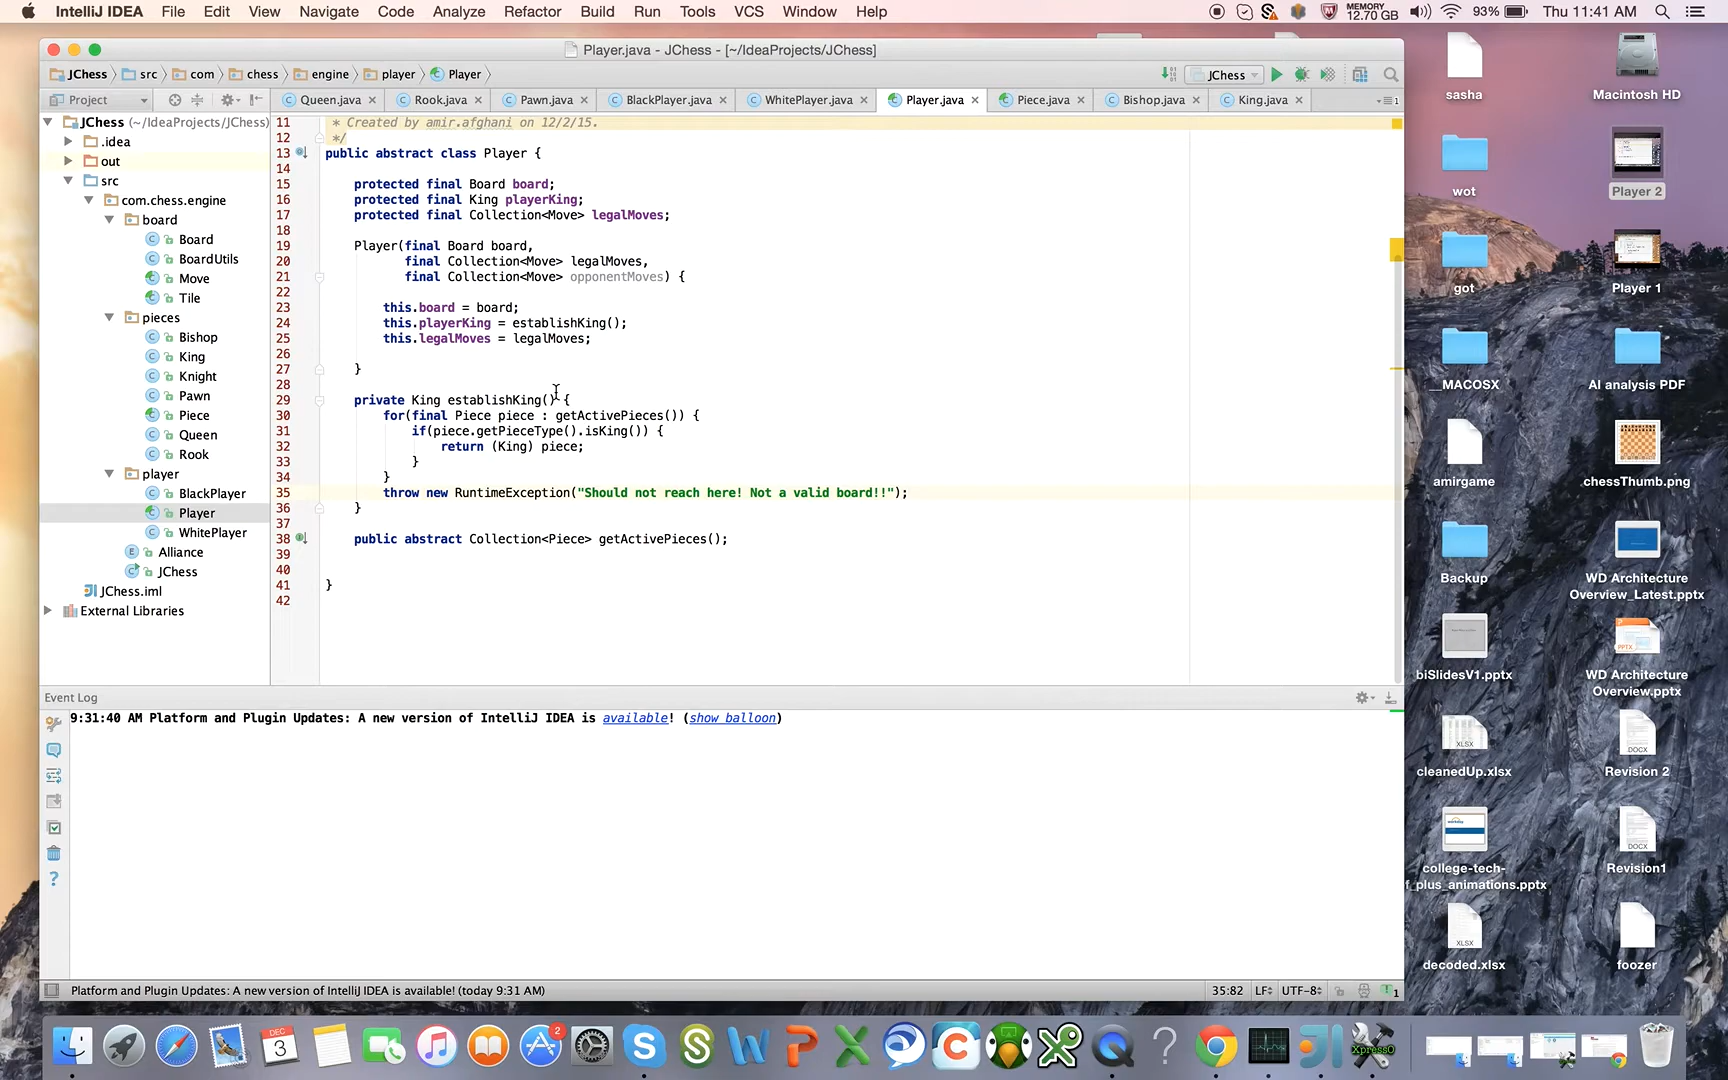 IntelliJ IDEA File Edit View Navigate Code Analyze Refactor Build Run Tools VCS Window Help MEMORY 12.70 GB 93% Thu 11:41 AM
Player.java - JChess - [~/IdeaProjects/JChess]
JChess src com chess engine player Player JChess
Project Queen.java Rook.java Pawn.java BlackPlayer.java WhitePlayer.java Player.java Piece.java Bishop.java King.java
JChess (~/IdeaProjects/JChess)
.idea
out
src
com.chess.engine
board
Board
BoardUtils
Move
Tile
pieces
Bishop
King
Knight
Pawn
Piece
Queen
Rook
player
BlackPlayer
Player
WhitePlayer
Alliance
JChess
JChess.iml
External Libraries
11 * Created by amir.afghani on 12/2/15.
12 */
13 public abstract class Player {
14
15 protected final Board board;
16 protected final King playerKing;
17 protected final Collection<Move> legalMoves;
18
19 Player(final Board board,
20 final Collection<Move> legalMoves,
21 final Collection<Move> opponentMoves) {
22
23 this.board = board;
24 this.playerKing = establishKing();
25 this.legalMoves = legalMoves;
26
27 }
28
29 private King establishKing() {
30 for(final Piece piece : getActivePieces()) {
31 if(piece.getPieceType().isKing()) {
32 return (King) piece;
33 }
34 }
35 throw new RuntimeException("Should not reach here! Not a valid board!!");
36 }
37
38 public abstract Collection<Piece> getActivePieces();
39
40
41 }
42
Event Log
9:31:40 AM Platform and Plugin Updates: A new version of IntelliJ IDEA is available! (show balloon)
Platform and Plugin Updates: A new version of IntelliJ IDEA is available! (today 9:31 AM) 35:82 LF UTF-8 1
sasha Macintosh HD
wot Player 2
got Player 1
__MACOSX AI analysis PDF
amirgame chessThumb.png
Backup WD Architecture
Overview_Latest.pptx
biSlidesV1.pptx WD Architecture
Overview.pptx
XLSX DOCX
cleanedUp.xlsx Revision 2
DOCX
college-tech- Revision1
f_plus_animations.pptx
XLSX
decoded.xlsx foozer
DEC
3
2
XpressO